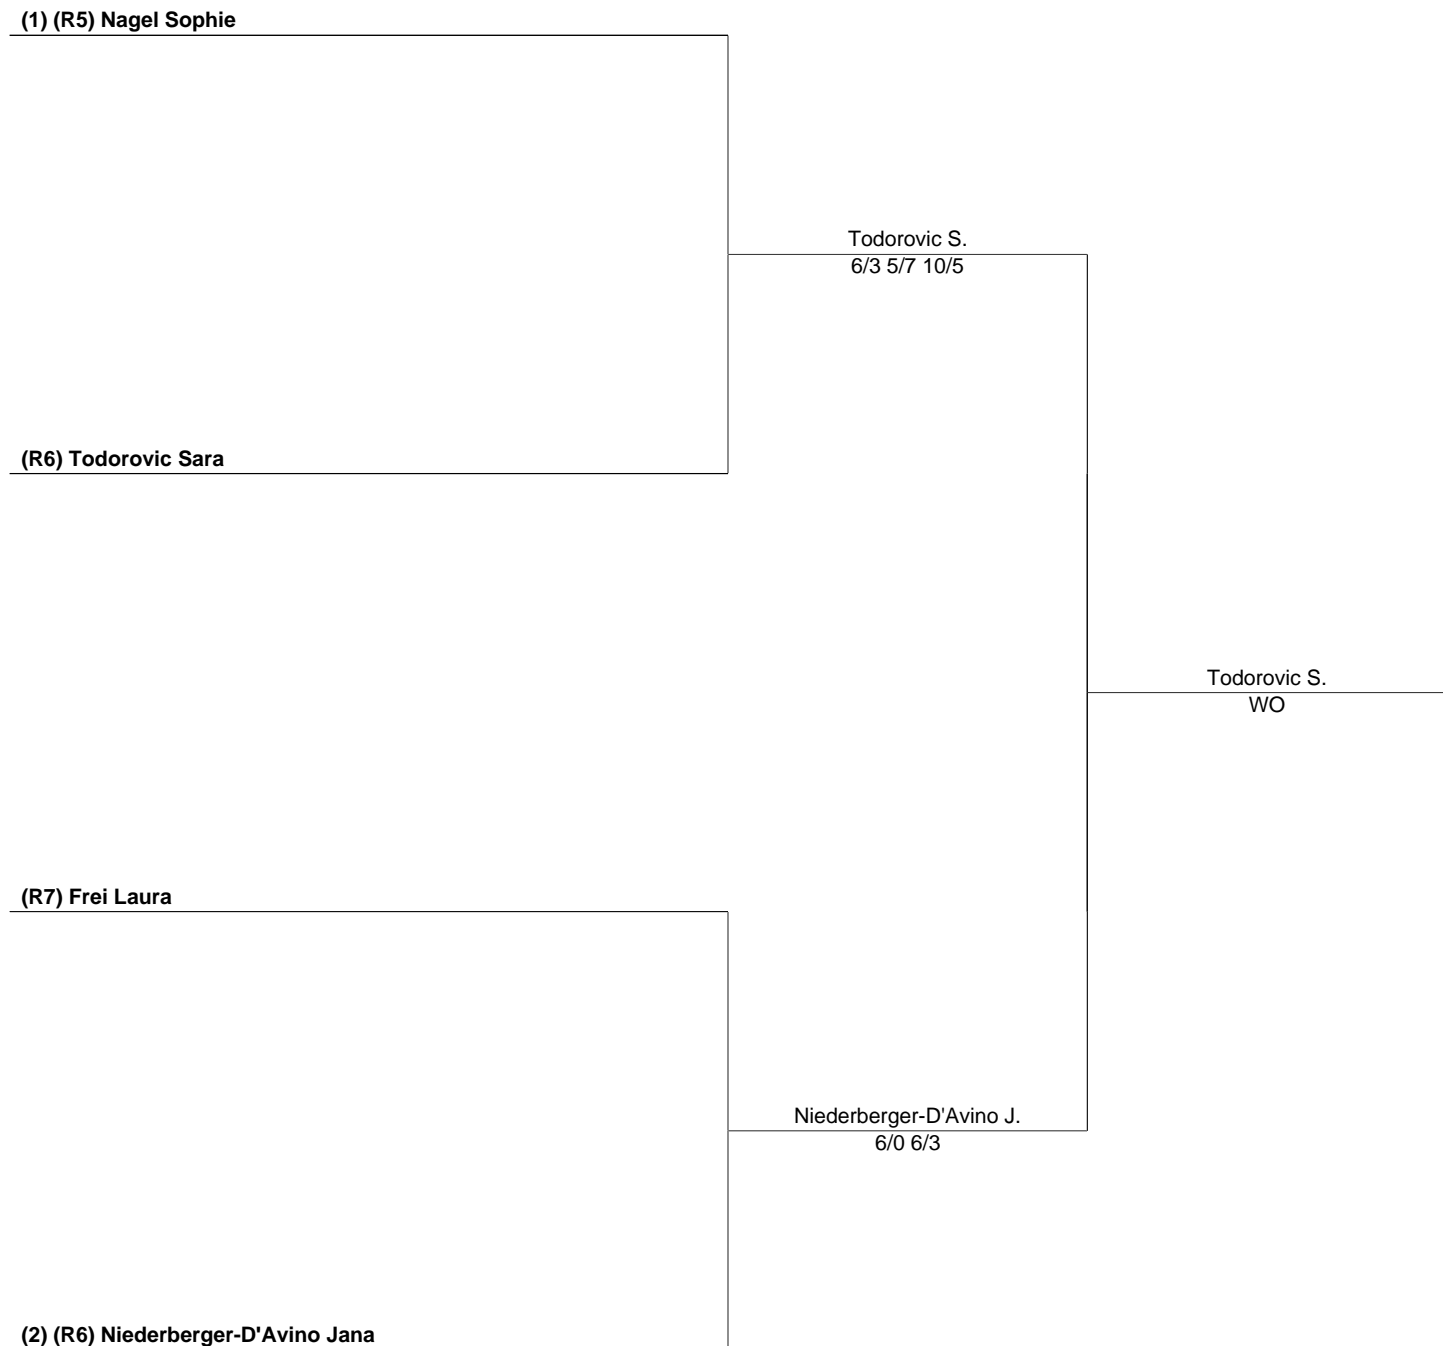 (1) (R5) Nagel Sophie
Todorovic S.
6/3 5/7 10/5
(R6) Todorovic Sara
Todorovic S.
WO
(R7) Frei Laura
Niederberger-D'Avino J.
6/0 6/3
(2) (R6) Niederberger-D'Avino Jana